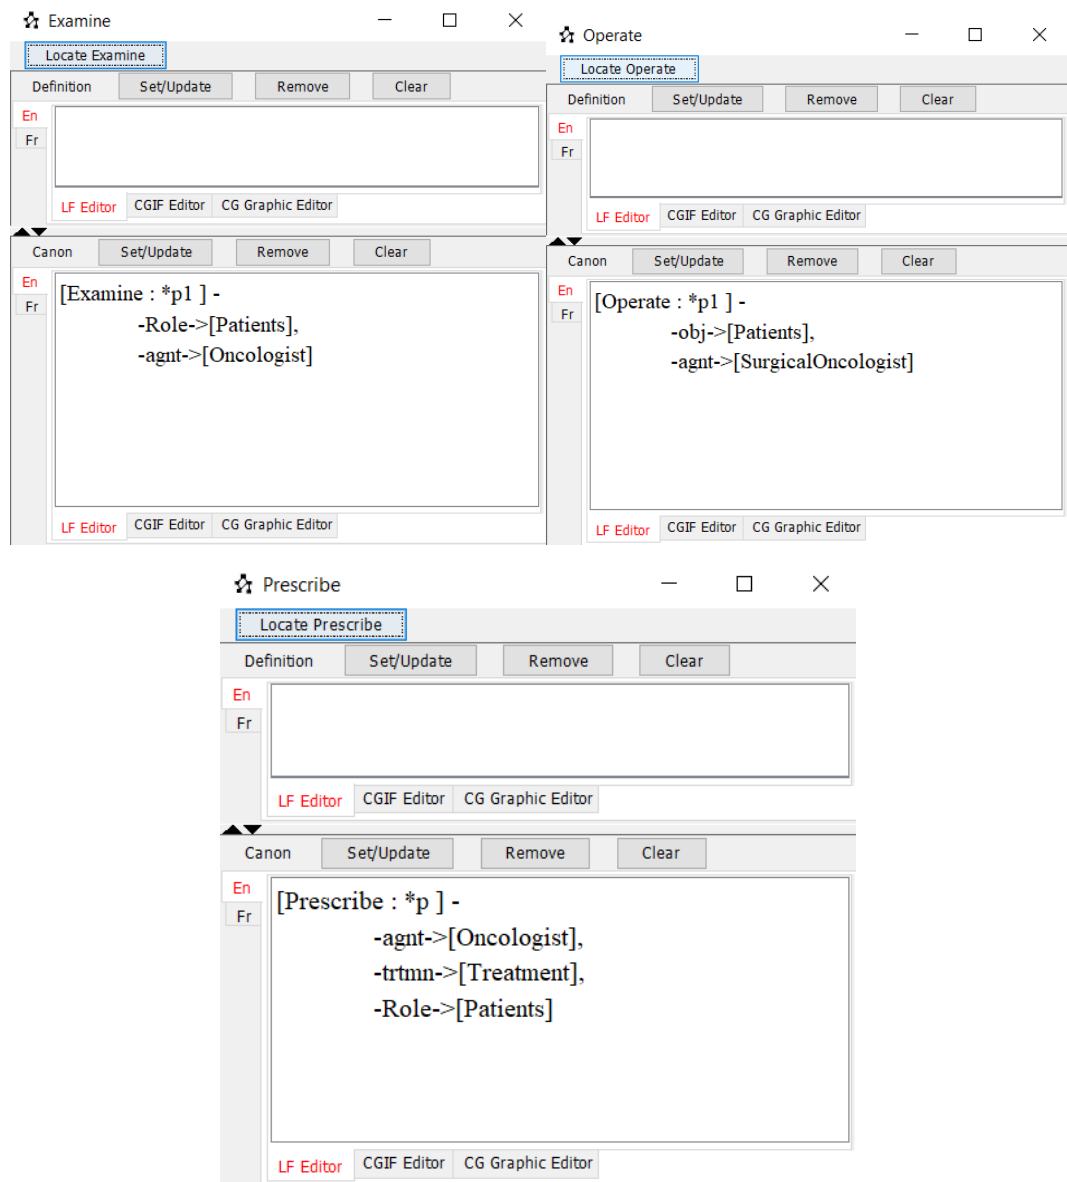 Examine
Locate Examine
Definition Set/Update Remove Clear
En
Fr
LF Editor CGIF Editor CG Graphic Editor
Canon Set/Update Remove Clear
En
Fr
[Examine : *p1 ] -
-Role->[Patients],
-agnt->[Oncologist]
LF Editor CGIF Editor CG Graphic Editor
Operate
Locate Operate
Definition Set/Update Remove Clear
En
Fr
LF Editor CGIF Editor CG Graphic Editor
Canon Set/Update Remove Clear
En
Fr
[Operate : *p1 ] -
-obj->[Patients],
-agnt->[SurgicalOncologist]
LF Editor CGIF Editor CG Graphic Editor
Prescribe
Locate Prescribe
Definition Set/Update Remove Clear
En
Fr
LF Editor CGIF Editor CG Graphic Editor
Canon Set/Update Remove Clear
En
Fr
[Prescribe : *p ] -
-agnt->[Oncologist],
-trtmn->[Treatment],
-Role->[Patients]
LF Editor CGIF Editor CG Graphic Editor